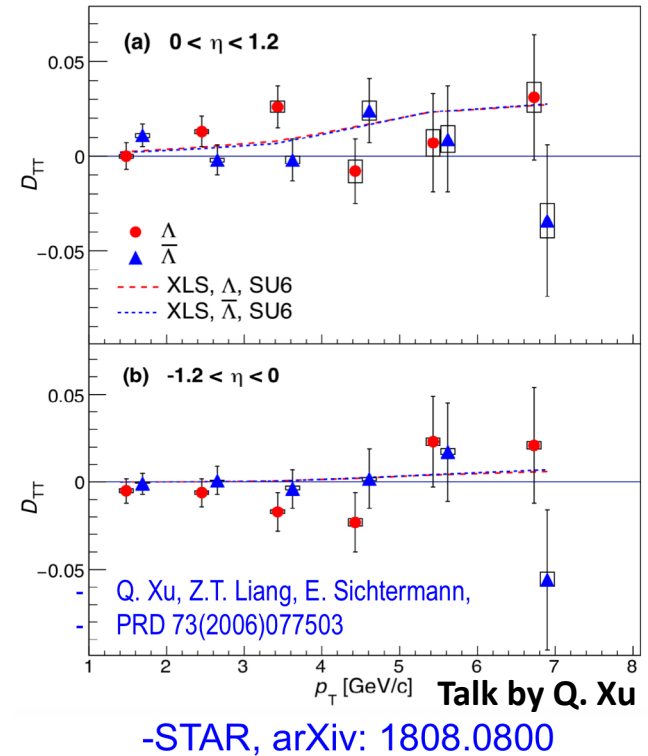 (a) 0 < η < 1.2
0.05
0
−0.05
D_TT
Λ
Λ̅
XLS, Λ, SU6
XLS, Λ̅, SU6
(b) -1.2 < η < 0
0.05
0
−0.05
D_TT
- Q. Xu, Z.T. Liang, E. Sichtermann,
- PRD 73(2006)077503
1 2 3 4 5 6 7 8
p_T [GeV/c]
Talk by Q. Xu
-STAR, arXiv: 1808.0800